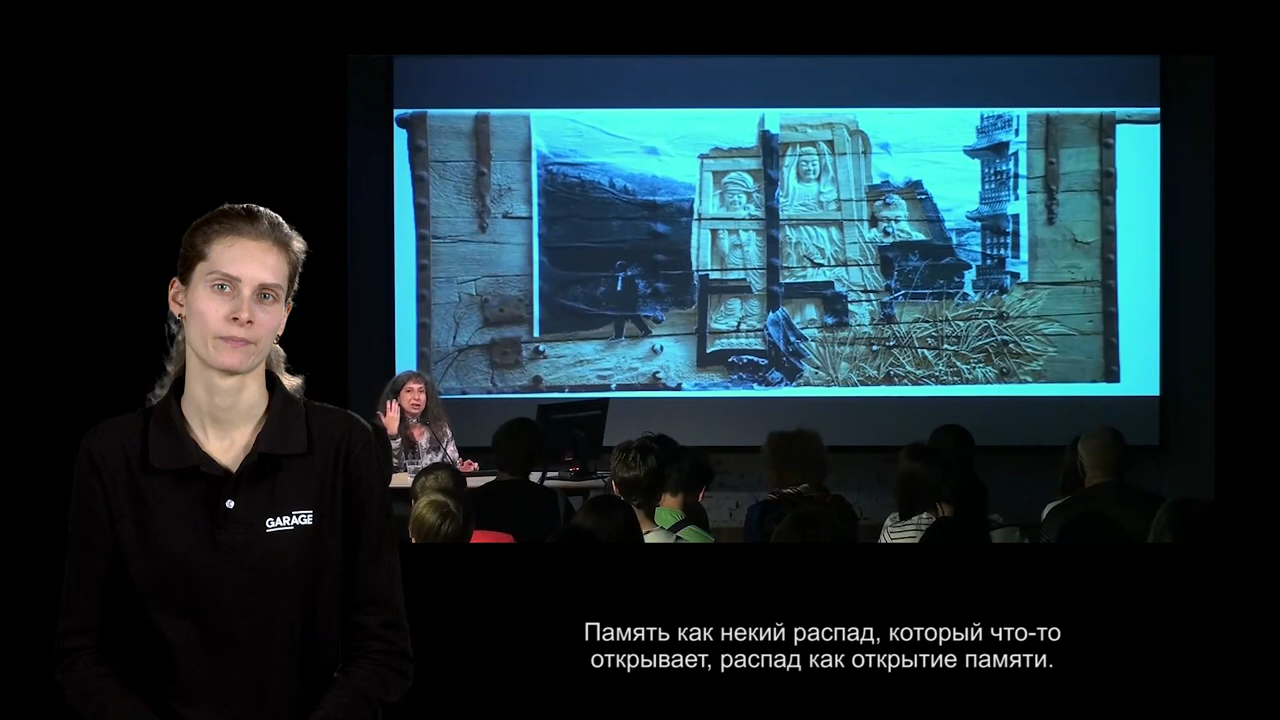 GARAGE
Память как некий распад, который что-то
открывает, распад как открытие памяти.